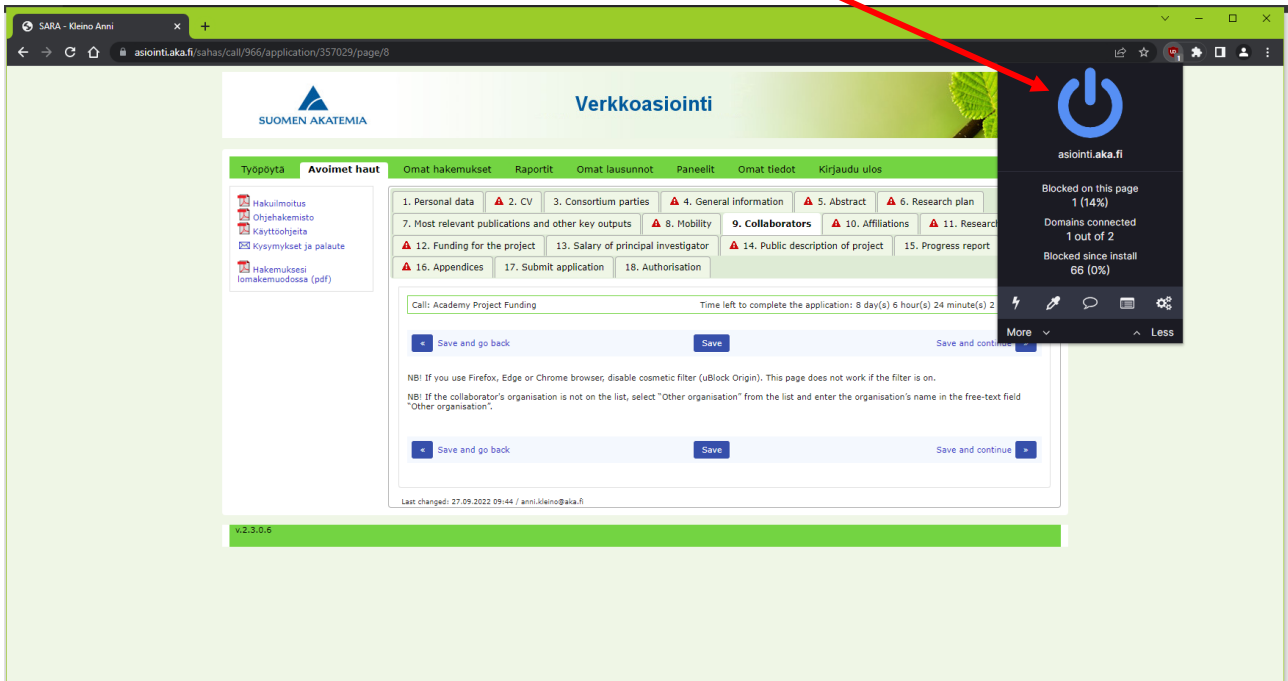 SARA - Kleino Anni
asiointi.aka.fi/sahas/call/966/application/357029/page/8
SUOMEN AKATEMIA
Verkkoasiointi
Työpöytä Avoimet haut Omat hakemukset Raportit Omat lausunnot Paneelit Omat tiedot Kirjaudu ulos
Hakuilmoitus
Ohjehakemisto
Käyttöohjeita
Kysymykset ja palaute
Hakemuksesi
lomakemuodossa (pdf)
1. Personal data 2. CV 3. Consortium parties 4. General information 5. Abstract 6. Research plan
7. Most relevant publications and other key outputs 8. Mobility 9. Collaborators 10. Affiliations 11. Research
12. Funding for the project 13. Salary of principal investigator 14. Public description of project 15. Progress report
16. Appendices 17. Submit application 18. Authorisation
Call: Academy Project Funding Time left to complete the application: 8 day(s) 6 hour(s) 24 minute(s) 2
« Save and go back Save Save and continue
NB! If you use Firefox, Edge or Chrome browser, disable cosmetic filter (uBlock Origin). This page does not work if the filter is on.
NB! If the collaborator's organisation is not on the list, select "Other organisation" from the list and enter the organisation's name in the free-text field
"Other organisation".
« Save and go back Save Save and continue »
Last changed: 27.09.2022 09:44 / anni.kleino@aka.fi
v.2.3.0.6
1
asiointi.aka.fi
Blocked on this page
1 (14%)
Domains connected
1 out of 2
Blocked since install
66 (0%)
More Less